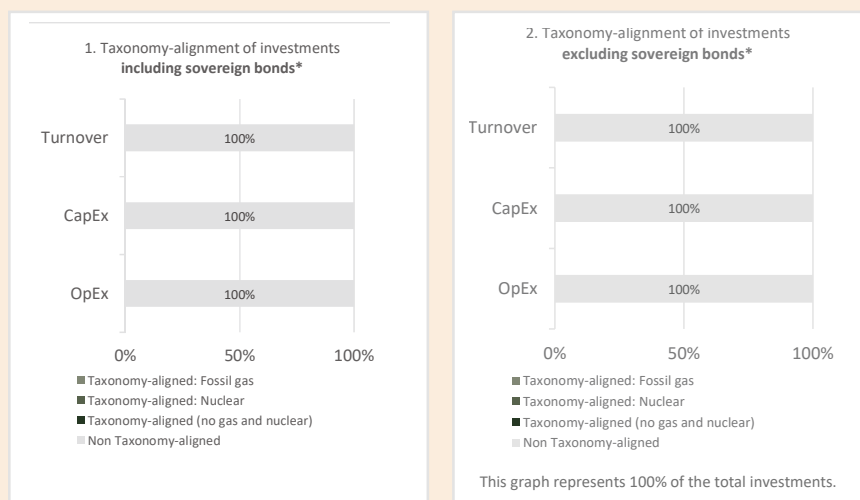 1. Taxonomy-alignment of investments
including sovereign bonds*
Turnover
100%
CapEx
100%
OpEx
100%
0%
50%
100%
Taxonomy-aligned: Fossil gas
Taxonomy-aligned: Nuclear
Taxonomy-aligned (no gas and nuclear)
Non Taxonomy-aligned
2. Taxonomy-alignment of investments
excluding sovereign bonds*
Turnover
100%
CapEx
100%
OpEx
100%
0%
50%
100%
Taxonomy-aligned: Fossil gas
Taxonomy-aligned: Nuclear
Taxonomy-aligned (no gas and nuclear)
Non Taxonomy-aligned
This graph represents 100% of the total investments.